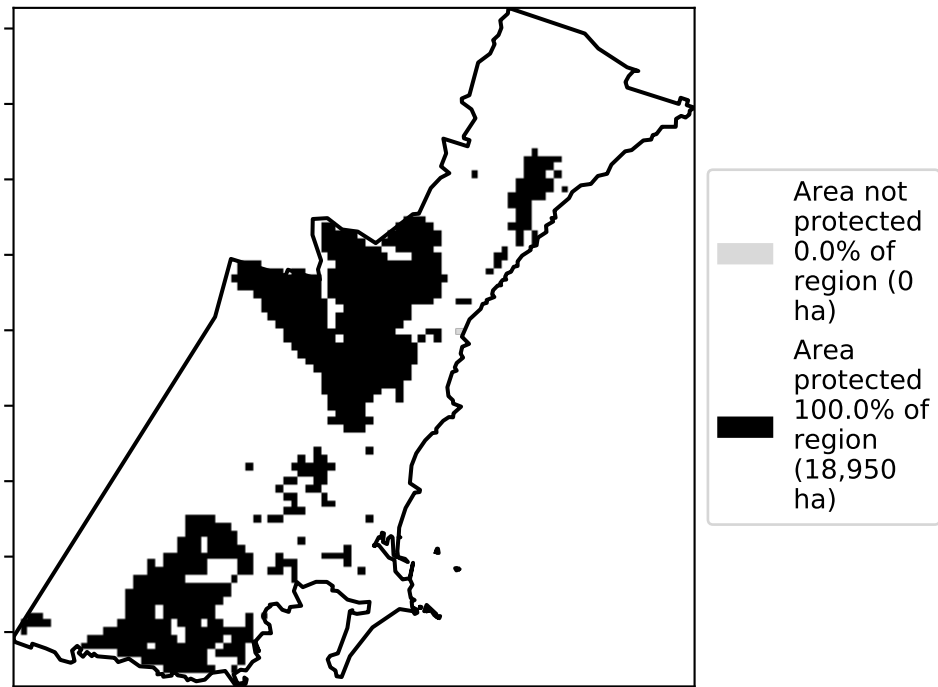 Area not
protected
0.0% of
region (0
ha)
Area
protected
100.0% of
region
(18,950
ha)